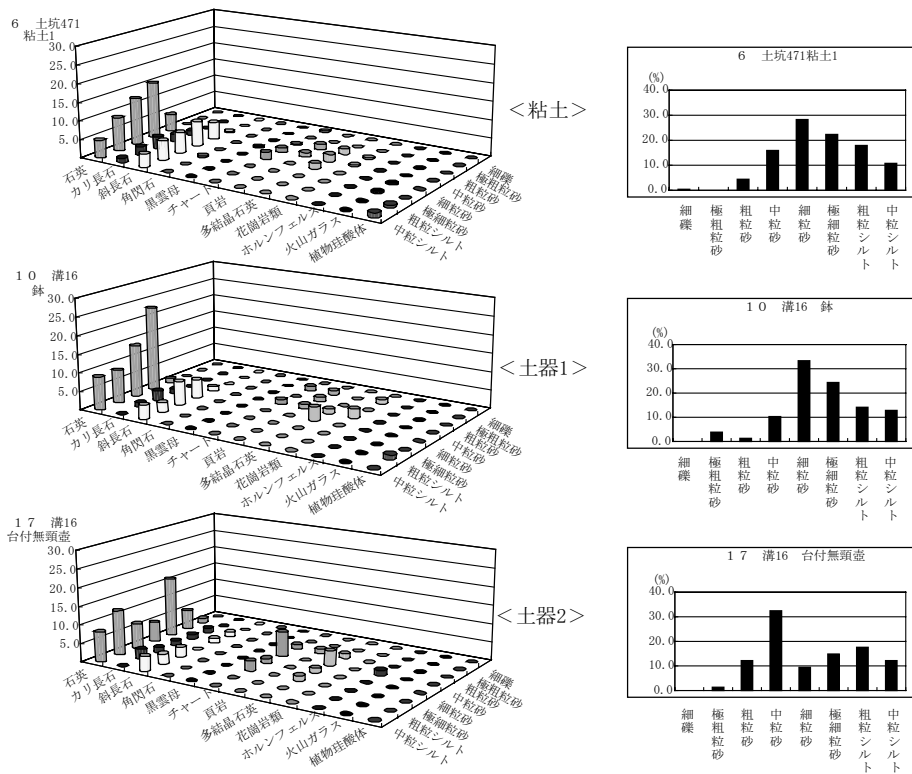 6 土坑471
粘土1
30.0
25.0
20.0
15.0
10.0
5.0
石英
カリ長石
斜長石
角閃石
黒雲母
チャート
頁岩
多結晶石英
花崗岩類
ホルンフェルス
火山ガラス
植物珪酸体
細礫
極粗粒砂
粗粒砂
中粒砂
細粒砂
極細粒砂
粗粒シルト
中粒シルト
<粘土>
6 土坑471粘土1
(%)
40.0
30.0
20.0
10.0
0.0
細礫
極粗粒砂
粗粒砂
中粒砂
細粒砂
極細粒砂
粗粒シルト
中粒シルト
10 溝16
鉢
30.0
25.0
20.0
15.0
10.0
5.0
石英
カリ長石
斜長石
角閃石
黒雲母
チャート
頁岩
多結晶石英
花崗岩類
ホルンフェルス
火山ガラス
植物珪酸体
細礫
極粗粒砂
粗粒砂
中粒砂
細粒砂
極細粒砂
粗粒シルト
中粒シルト
<土器1>
10 溝16 鉢
(%)
40.0
30.0
20.0
10.0
0.0
細礫
極粗粒砂
粗粒砂
中粒砂
細粒砂
極細粒砂
粗粒シルト
中粒シルト
17 溝16
台付無頸壺
30.0
25.0
20.0
15.0
10.0
5.0
石英
カリ長石
斜長石
角閃石
黒雲母
チャート
頁岩
多結晶石英
花崗岩類
ホルンフェルス
火山ガラス
植物珪酸体
細礫
極粗粒砂
粗粒砂
中粒砂
細粒砂
極細粒砂
粗粒シルト
中粒シルト
<土器2>
17 溝16 台付無頸壺
(%)
40.0
30.0
20.0
10.0
0.0
細礫
極粗粒砂
粗粒砂
中粒砂
細粒砂
極細粒砂
粗粒シルト
中粒シルト